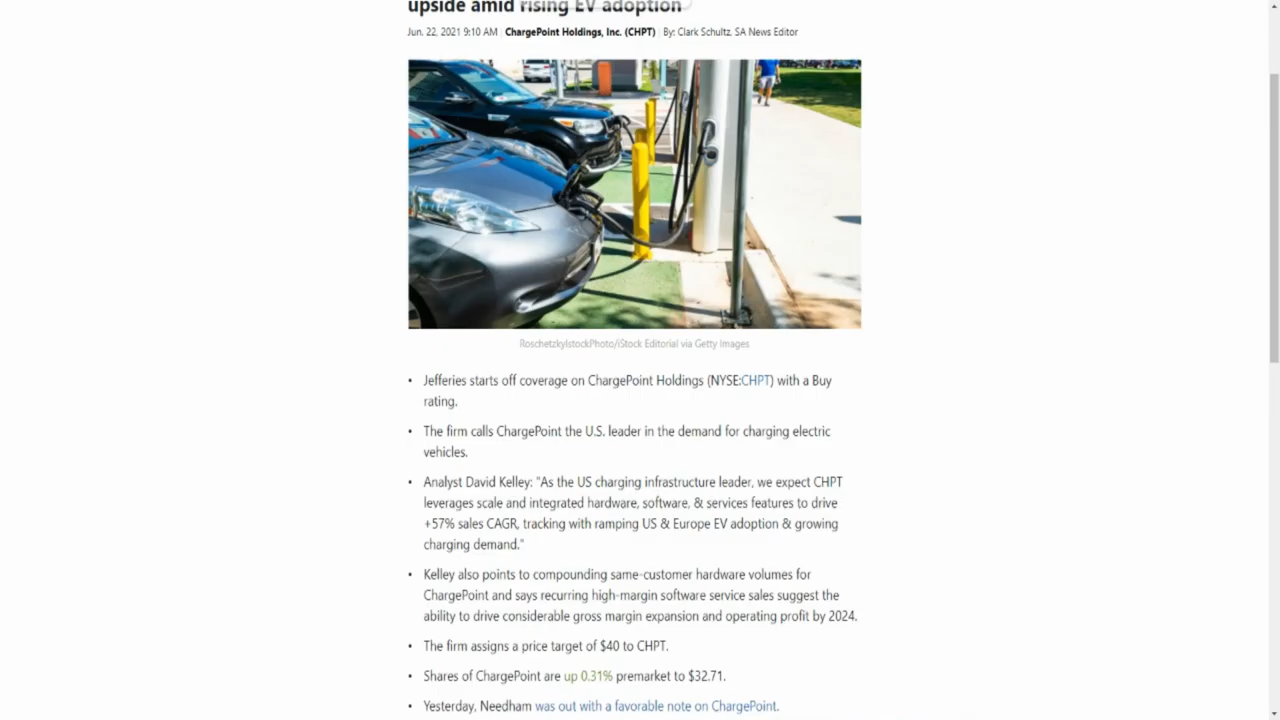 upside amid rising EV adoption
Jun. 22, 2021 9:10 AM | ChargePoint Holdings, Inc. (CHPT) | By: Clark Schultz, SA News Editor
RoschetzkyIstockPhoto/iStock Editorial via Getty Images
• Jefferies starts off coverage on ChargePoint Holdings (NYSE:CHPT) with a Buy
rating.
• The firm calls ChargePoint the U.S. leader in the demand for charging electric
vehicles.
• Analyst David Kelley: "As the US charging infrastructure leader, we expect CHPT
leverages scale and integrated hardware, software, & services features to drive
+57% sales CAGR, tracking with ramping US & Europe EV adoption & growing
charging demand."
• Kelley also points to compounding same-customer hardware volumes for
ChargePoint and says recurring high-margin software service sales suggest the
ability to drive considerable gross margin expansion and operating profit by 2024.
• The firm assigns a price target of $40 to CHPT.
• Shares of ChargePoint are up 0.31% premarket to $32.71.
• Yesterday, Needham was out with a favorable note on ChargePoint.